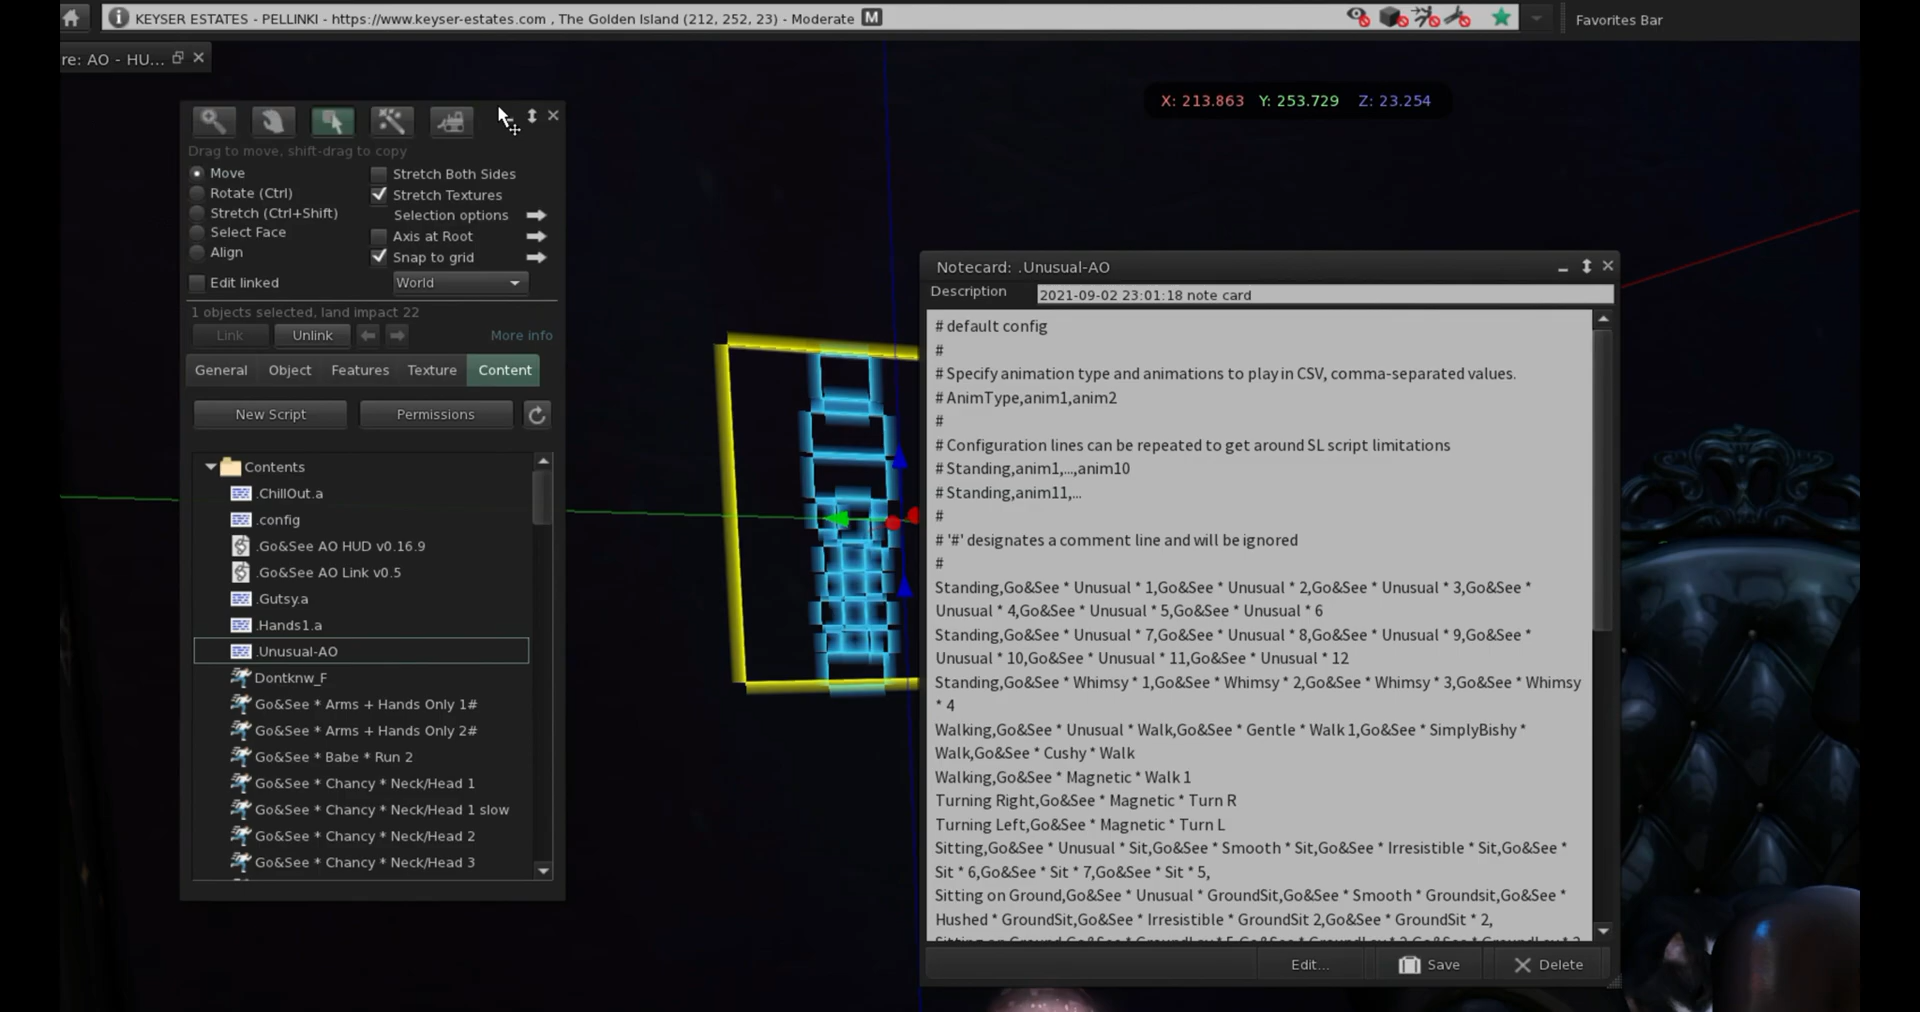 KEYSER ESTATES - PELLINKI - https://www.keyser-estates.com , The Golden Island (212, 252, 23) - Moderate M
Favorites Bar
re: AO - HU...
X: 213.863 Y: 253.729 Z: 23.254
Drag to move, shift-drag to copy
Move
Stretch Both Sides
Rotate (Ctrl)
Stretch Textures
Stretch (Ctrl+Shift)
Selection options
Select Face
Axis at Root
Align
Snap to grid
Edit linked
World
1 objects selected, land impact 22
Link
Unlink
More info
General
Object
Features
Texture
Content
New Script
Permissions
Contents
.ChillOut.a
.config
.Go&See AO HUD v0.16.9
.Go&See AO Link v0.5
.Gutsy.a
.Hands1.a
.Unusual-AO
Dontknw_F
Go&See * Arms + Hands Only 1#
Go&See * Arms + Hands Only 2#
Go&See * Babe * Run 2
Go&See * Chancy * Neck/Head 1
Go&See * Chancy * Neck/Head 1 slow
Go&See * Chancy * Neck/Head 2
Go&See * Chancy * Neck/Head 3
Notecard: .Unusual-AO
Description
2021-09-02 23:01:18 note card
# default config
#
# Specify animation type and animations to play in CSV, comma-separated values.
# AnimType,anim1,anim2
#
# Configuration lines can be repeated to get around SL script limitations
# Standing,anim1,...,anim10
# Standing,anim11,...
#
# '#' designates a comment line and will be ignored
#
Standing,Go&See * Unusual * 1,Go&See * Unusual * 2,Go&See * Unusual * 3,Go&See *
Unusual * 4,Go&See * Unusual * 5,Go&See * Unusual * 6
Standing,Go&See * Unusual * 7,Go&See * Unusual * 8,Go&See * Unusual * 9,Go&See *
Unusual * 10,Go&See * Unusual * 11,Go&See * Unusual * 12
Standing,Go&See * Whimsy * 1,Go&See * Whimsy * 2,Go&See * Whimsy * 3,Go&See * Whimsy
* 4
Walking,Go&See * Unusual * Walk,Go&See * Gentle * Walk 1,Go&See * SimplyBishy *
Walk,Go&See * Cushy * Walk
Walking,Go&See * Magnetic * Walk 1
Turning Right,Go&See * Magnetic * Turn R
Turning Left,Go&See * Magnetic * Turn L
Sitting,Go&See * Unusual * Sit,Go&See * Smooth * Sit,Go&See * Irresistible * Sit,Go&See *
Sit * 6,Go&See * Sit * 7,Go&See * Sit * 5,
Sitting on Ground,Go&See * Unusual * GroundSit,Go&See * Smooth * Groundsit,Go&See *
Hushed * GroundSit,Go&See * Irresistible * GroundSit 2,Go&See * GroundSit * 2,
Edit...
Save
Delete